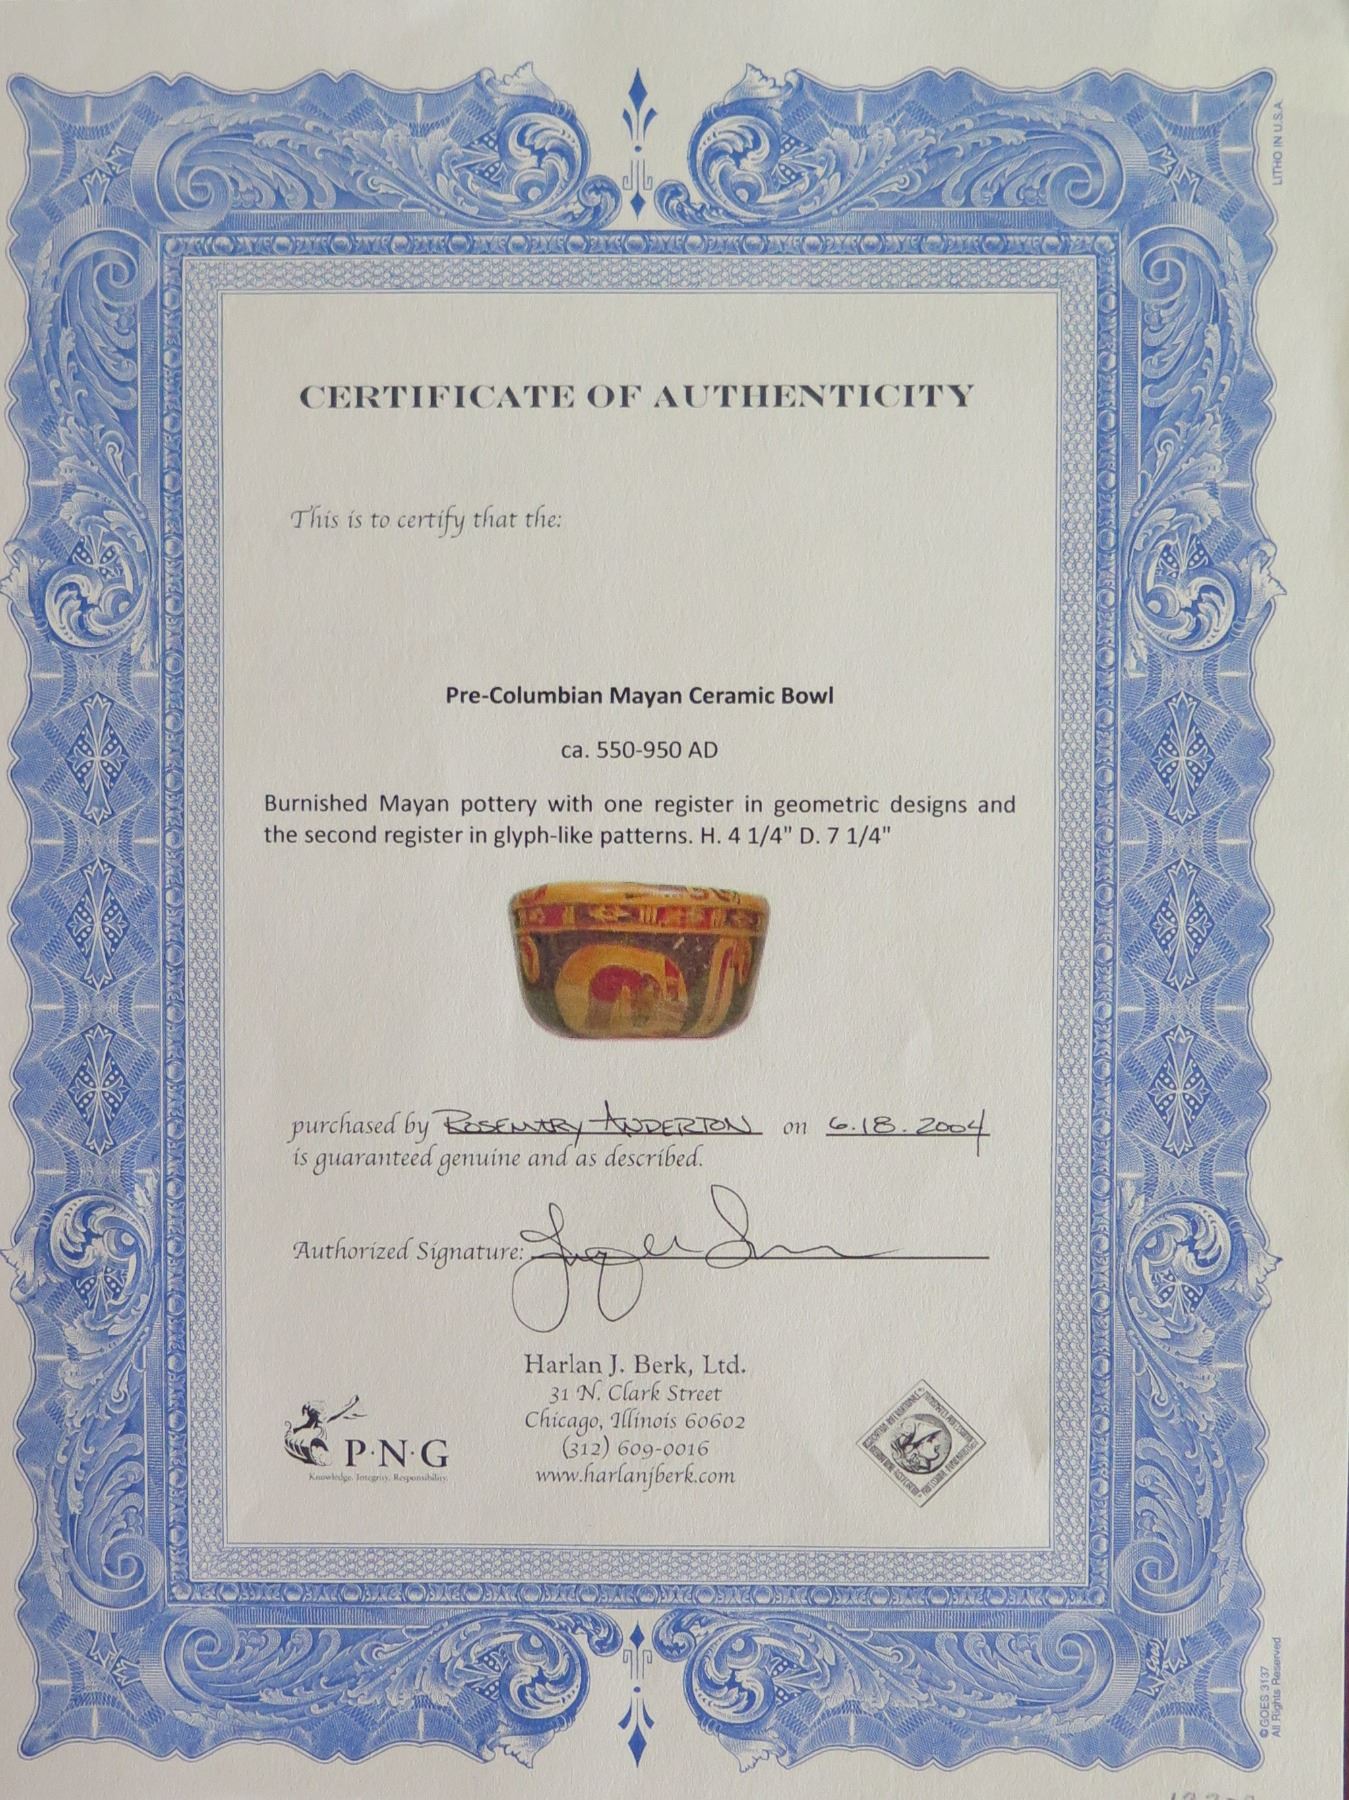 LITHO IN U.S.A.
CERTIFICATE OF AUTHENTICITY
This is to certify that the:
Pre-Columbian Mayan Ceramic Bowl
ca. 550-950 AD
Burnished Mayan pottery with one register in geometric designs and
the second register in glyph-like patterns. H. 4 1/4" D. 7 1/4"
purchased by ROSEMARY ANDERTON on 6.18.2004
is guaranteed genuine and as described.
Authorized Signature:
Harlan J. Berk, Ltd.
31 N. Clark Street
Chicago, Illinois 60602
(312) 609-0016
www.harlanjberk.com
P·N·G
Knowledge. Integrity. Responsibility.
Goes
© GOES 3137
All Rights Reserved